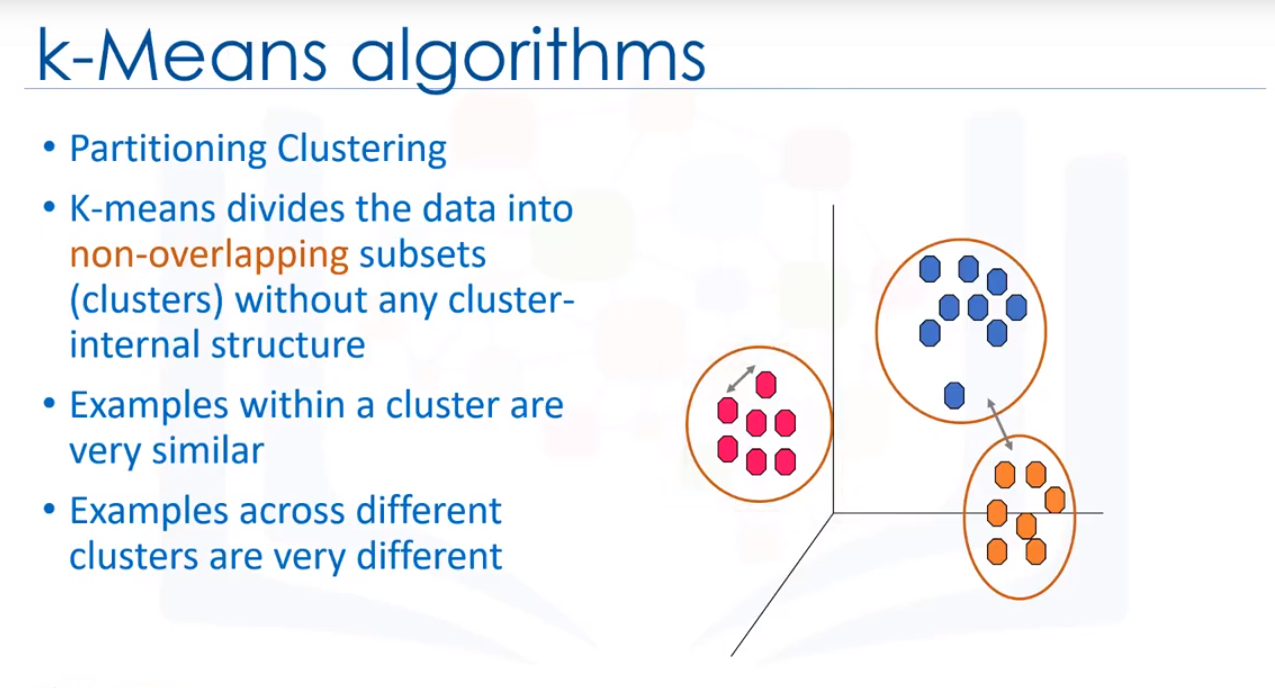 k-Means algorithms
• Partitioning Clustering
• K-means divides the data into
non-overlapping subsets
(clusters) without any cluster-
internal structure
• Examples within a cluster are
very similar
• Examples across different
clusters are very different